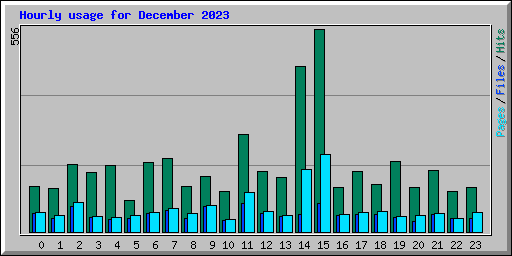 Hourly usage for December 2023
556
Pages/Files/Hits
0 1 2 3 4 5 6 7 8 9 10 11 12 13 14 15 16 17 18 19 20 21 22 23